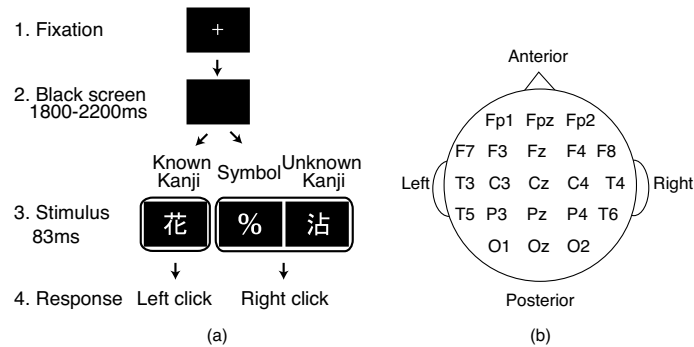 1. Fixation
+
2. Black screen
1800-2200ms
Known
Kanji
Symbol
Unknown
Kanji
3. Stimulus
83ms
花
%
沾
4. Response
Left click
Right click
(a)
Anterior
Fp1 Fpz Fp2
F7 F3 Fz F4 F8
Left
T3 C3 Cz C4 T4
Right
T5 P3 Pz P4 T6
O1 Oz O2
Posterior
(b)